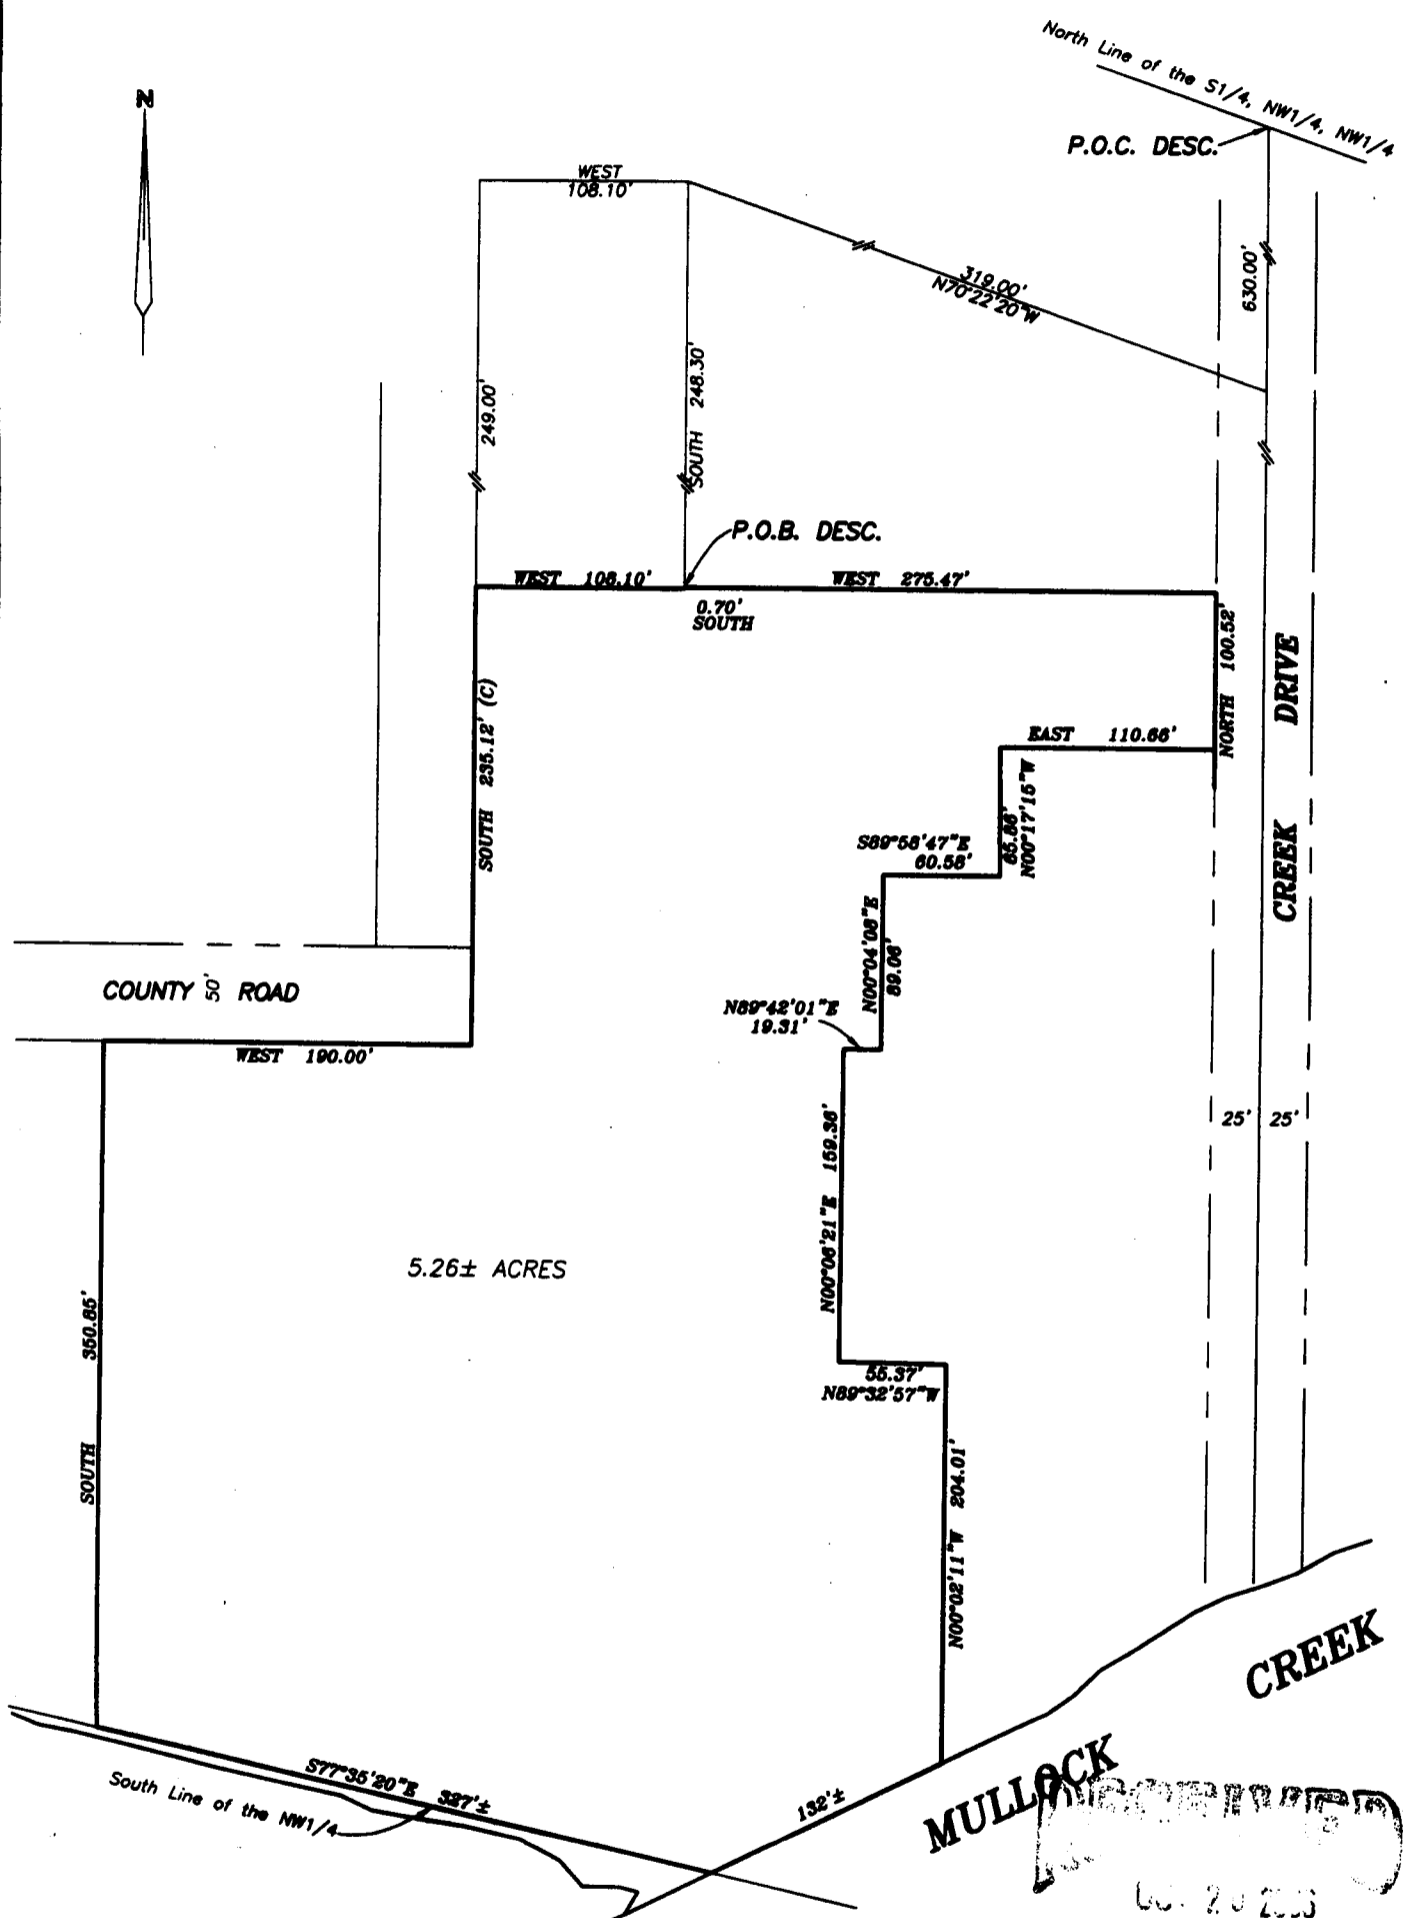 North Line of the S1/4, NW1/4, NW1/4
N
P.O.C. DESC.
WEST
108.10'
319.00'
N70°22'20"W
630.00'
249.00'
SOUTH 248.30'
P.O.B. DESC.
WEST 108.10'
WEST 275.47'
0.70'
SOUTH
NORTH 100.52'
CREEK DRIVE
SOUTH 235.12' (C)
EAST 110.66'
65.86'
N00°17'15"W
S89°58'47"E
60.58'
N00°04'08"E
89.06'
COUNTY 50' ROAD
N89°42'01"E
19.31'
WEST 190.00'
25' 25'
N00°06'21"E 159.36'
5.26± ACRES
SOUTH 350.85'
55.37'
N89°32'57"W
N00°02'11"W 204.01'
S77°35'20"E 327'±
South Line of the NW1/4
132'±
MULLOCK CREEK
RECEIVED